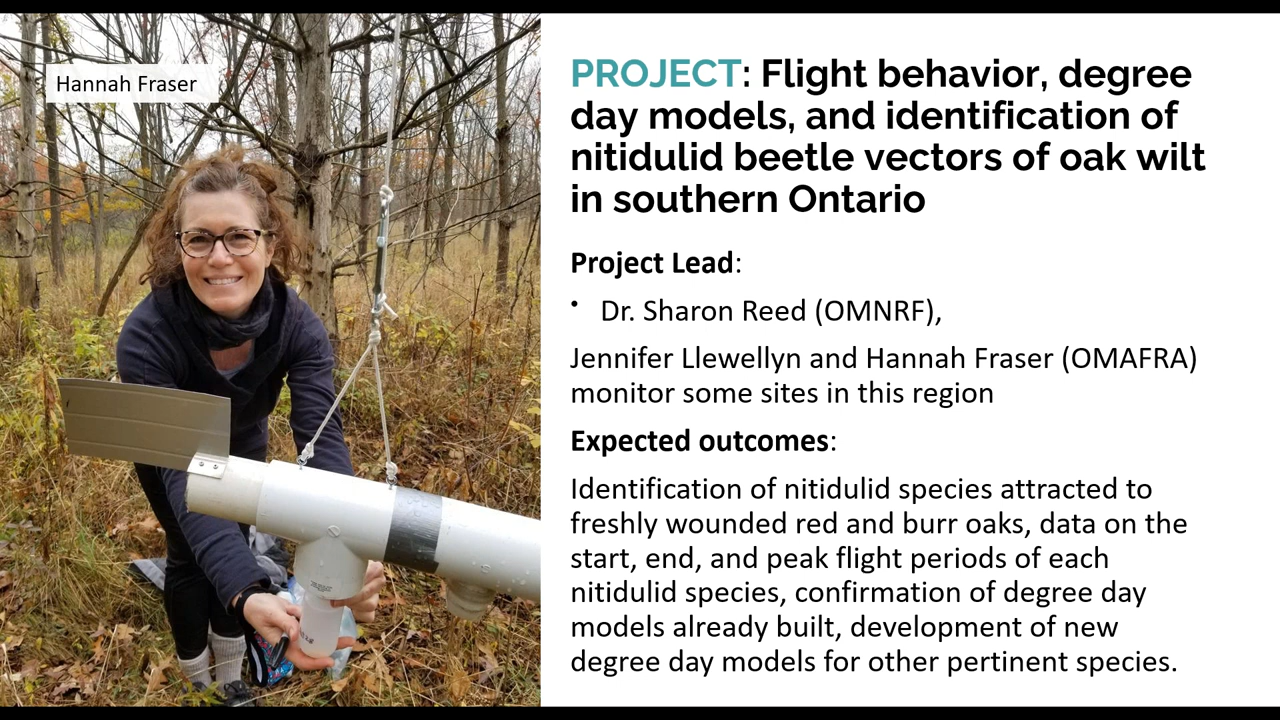 Hannah Fraser
PROJECT: Flight behavior, degree
day models, and identification of
nitidulid beetle vectors of oak wilt
in southern Ontario
Project Lead:
• Dr. Sharon Reed (OMNRF),
Jennifer Llewellyn and Hannah Fraser (OMAFRA)
monitor some sites in this region
Expected outcomes:
Identification of nitidulid species attracted to
freshly wounded red and burr oaks, data on the
start, end, and peak flight periods of each
nitidulid species, confirmation of degree day
models already built, development of new
degree day models for other pertinent species.